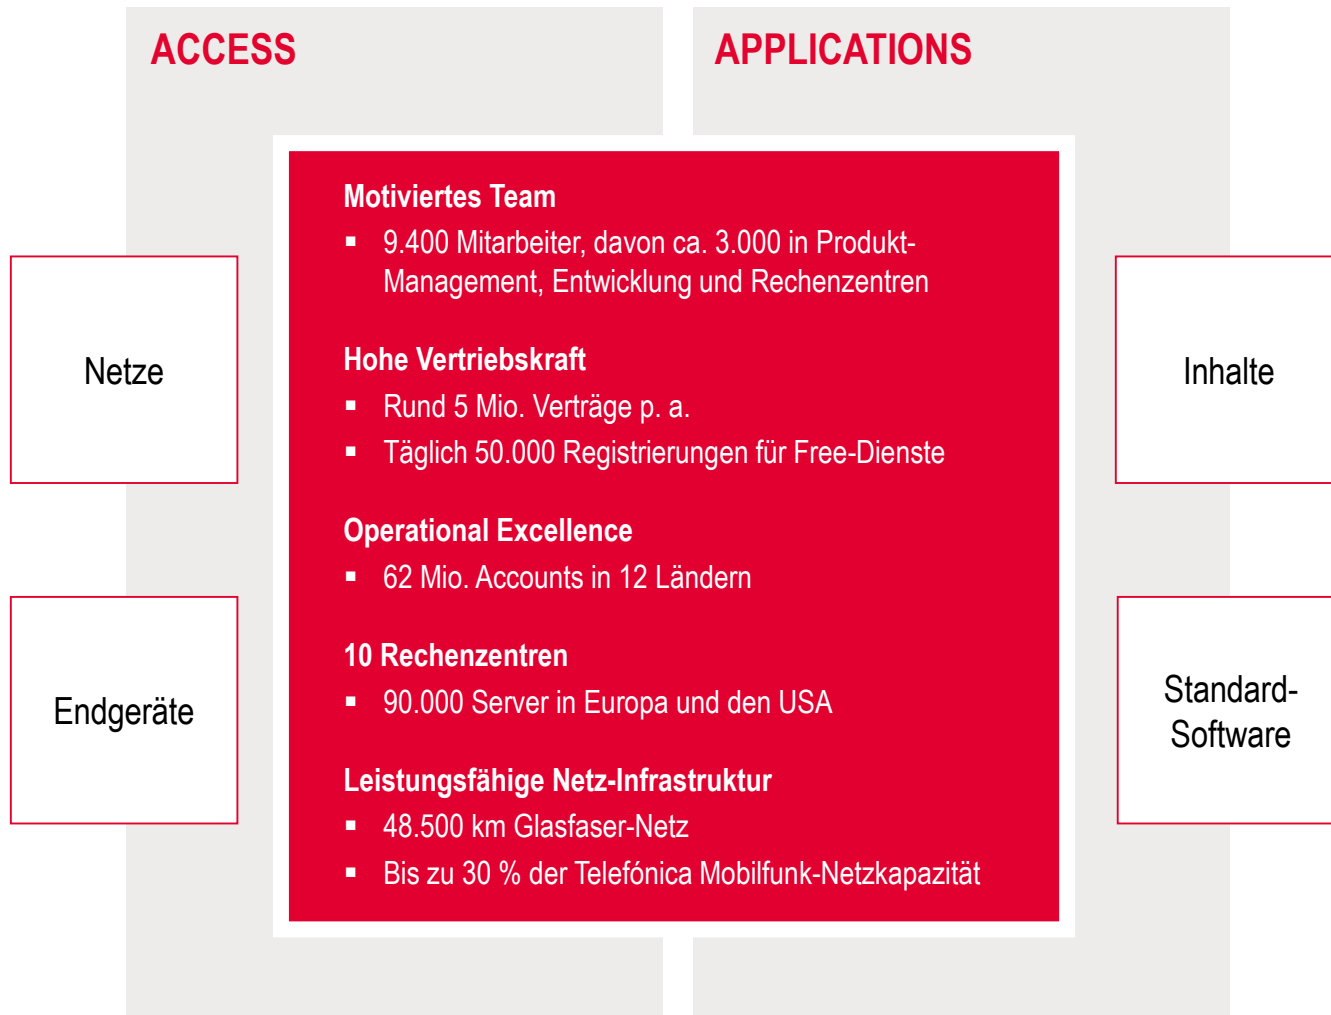 ACCESS
APPLICATIONS
Motiviertes Team
▪ 9.400 Mitarbeiter, davon ca. 3.000 in Produkt-
Management, Entwicklung und Rechenzentren
Hohe Vertriebskraft
▪ Rund 5 Mio. Verträge p. a.
▪ Täglich 50.000 Registrierungen für Free-Dienste
Operational Excellence
▪ 62 Mio. Accounts in 12 Ländern
10 Rechenzentren
▪ 90.000 Server in Europa und den USA
Leistungsfähige Netz-Infrastruktur
▪ 48.500 km Glasfaser-Netz
▪ Bis zu 30 % der Telefónica Mobilfunk-Netzkapazität
Netze
Endgeräte
Inhalte
Standard-
Software